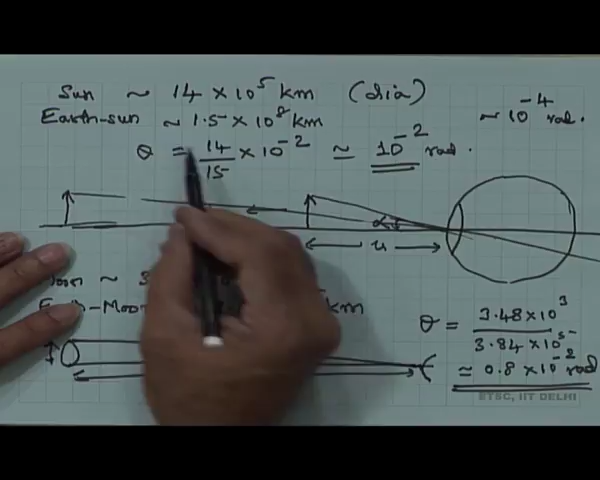 Sun ~ 14 × 10⁵ km (dia)
Earth-sun ~ 1.5 × 10⁸ km
~ 10⁻⁴ rad.
θ = 14/15 × 10⁻² ≃ 10⁻² rad.
α
u
~ 3
km
θ = 3.48×10³ / 3.84×10⁵
≃ 0.8 × 10⁻² rad
ETSC, IIT DELHI